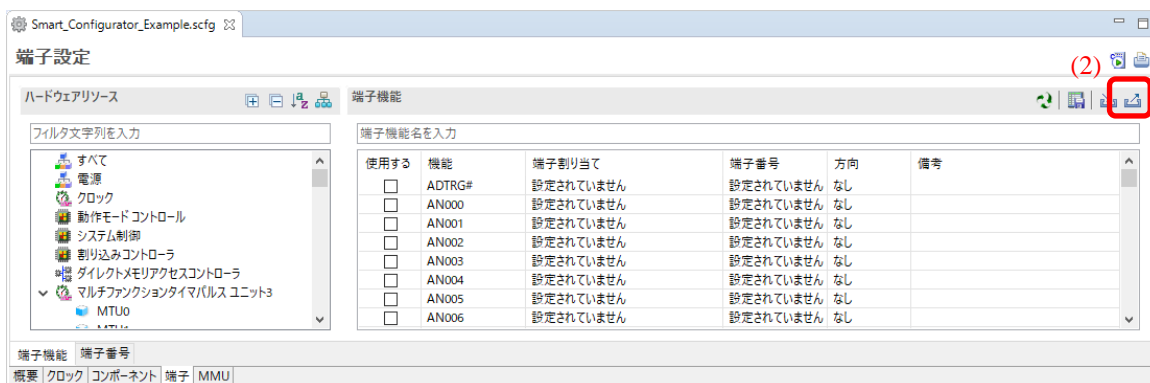 Smart_Configurator_Example.scfg
端子設定
(2)
ハードウェアリソース
端子機能
フィルタ文字列を入力
端子機能名を入力
すべて
電源
クロック
動作モードコントロール
システム制御
割り込みコントローラ
ダイレクトメモリアクセスコントローラ
マルチファンクションタイマパルス ユニット3
MTU0
使用する 機能 端子割り当て 端子番号 方向 備考
ADTRG# 設定されていません 設定されていません なし
AN000 設定されていません 設定されていません なし
AN001 設定されていません 設定されていません なし
AN002 設定されていません 設定されていません なし
AN003 設定されていません 設定されていません なし
AN004 設定されていません 設定されていません なし
AN005 設定されていません 設定されていません なし
AN006 設定されていません 設定されていません なし
端子機能 端子番号
概要 クロック コンポーネント 端子 MMU